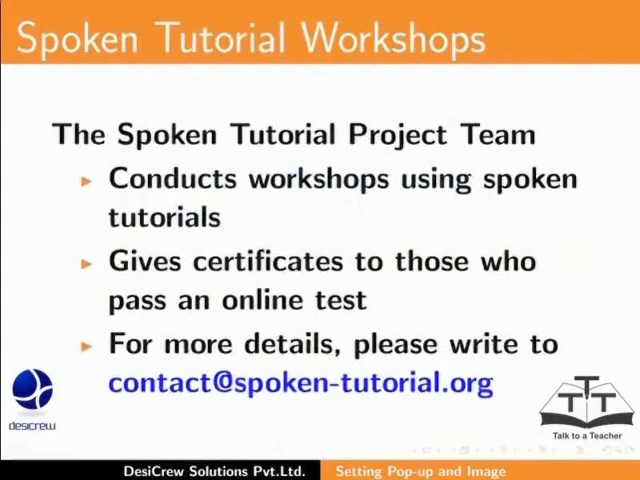 Spoken Tutorial Workshops
The Spoken Tutorial Project Team
Conducts workshops using spoken
tutorials
Gives certificates to those who
pass an online test
For more details, please write to
contact@spoken-tutorial.org
desicrew
TTT
Talk to a Teacher
DesiCrew Solutions Pvt.Ltd.
Setting Pop-up and Image